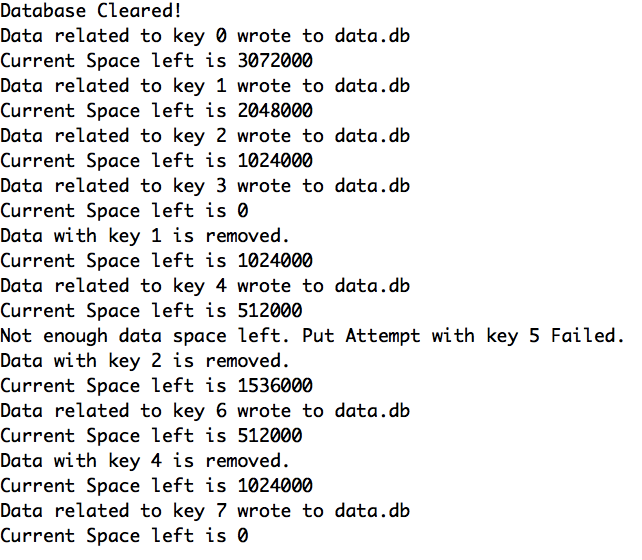 Database Cleared!
Data related to key 0 wrote to data.db
Current Space left is 3072000
Data related to key 1 wrote to data.db
Current Space left is 2048000
Data related to key 2 wrote to data.db
Current Space left is 1024000
Data related to key 3 wrote to data.db
Current Space left is 0
Data with key 1 is removed.
Current Space left is 1024000
Data related to key 4 wrote to data.db
Current Space left is 512000
Not enough data space left. Put Attempt with key 5 Failed.
Data with key 2 is removed.
Current Space left is 1536000
Data related to key 6 wrote to data.db
Current Space left is 512000
Data with key 4 is removed.
Current Space left is 1024000
Data related to key 7 wrote to data.db
Current Space left is 0